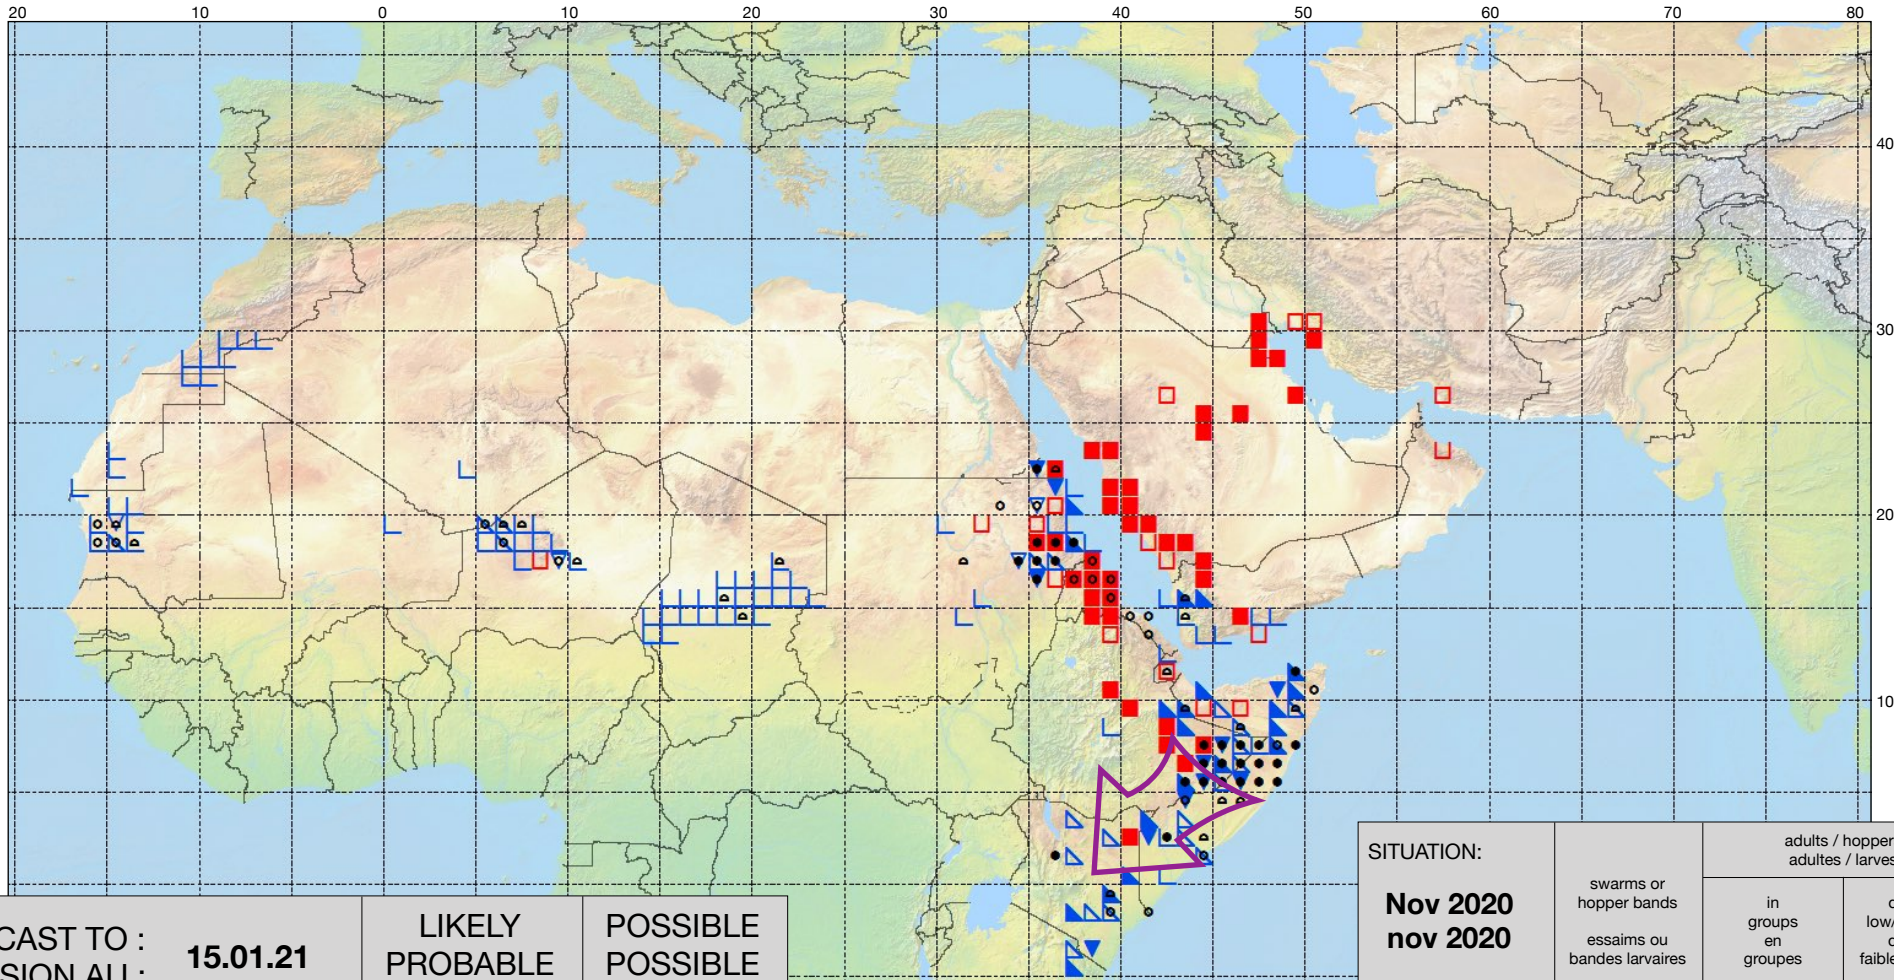 20 10 0 10 20 30 40 50 60 70 80
40
30
20
10
CAST TO :
SION AU :
15.01.21
LIKELY
PROBABLE
POSSIBLE
POSSIBLE
SITUATION:
Nov 2020
nov 2020
swarms or
hopper bands
essaims ou
bandes larvaires
adults / hopper
adultes / larves
in
groups
en
groupes
low/
faible